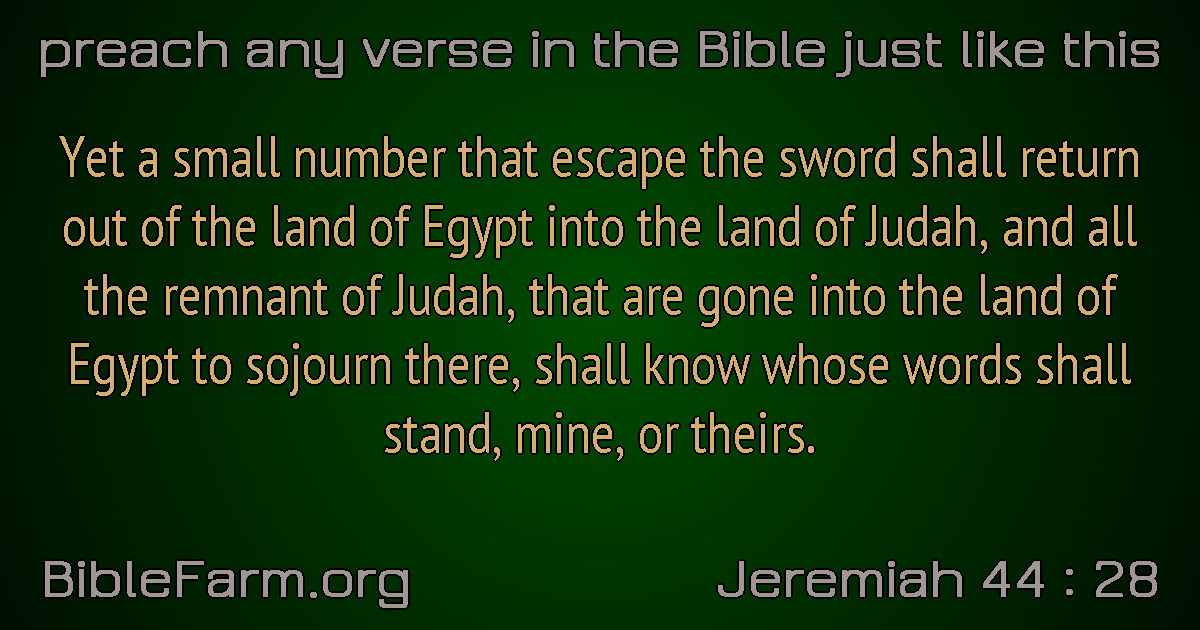 preach any verse in the Bible just like this
Yet a small number that escape the sword shall return
out of the land of Egypt into the land of Judah, and all
the remnant of Judah, that are gone into the land of
Egypt to sojourn there, shall know whose words shall
stand, mine, or theirs.
BibleFarm.org
Jeremiah 44 : 28